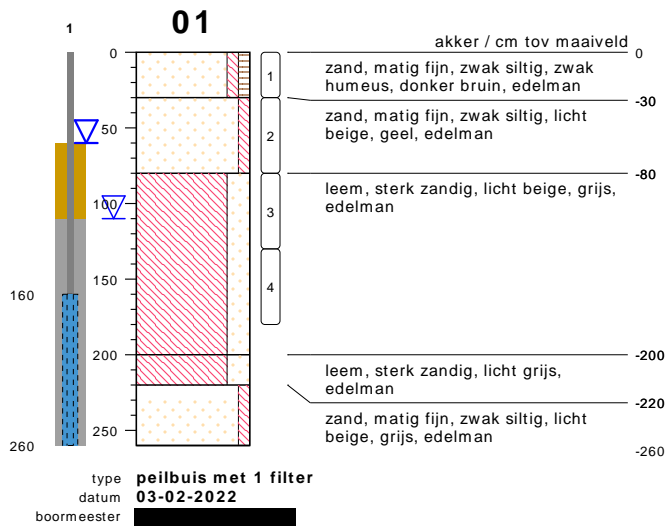 01
1
akker / cm tov maaiveld
0
0
zand, matig fijn, zwak siltig, zwak
humeus, donker bruin, edelman
1
-30
zand, matig fijn, zwak siltig, licht
beige, geel, edelman
50
2
-80
leem, sterk zandig, licht beige, grijs,
edelman
100
3
150
4
160
200
-200
leem, sterk zandig, licht grijs,
edelman
-220
zand, matig fijn, zwak siltig, licht
beige, grijs, edelman
250
260
-260
type peilbuis met 1 filter
datum 03-02-2022
boormeester